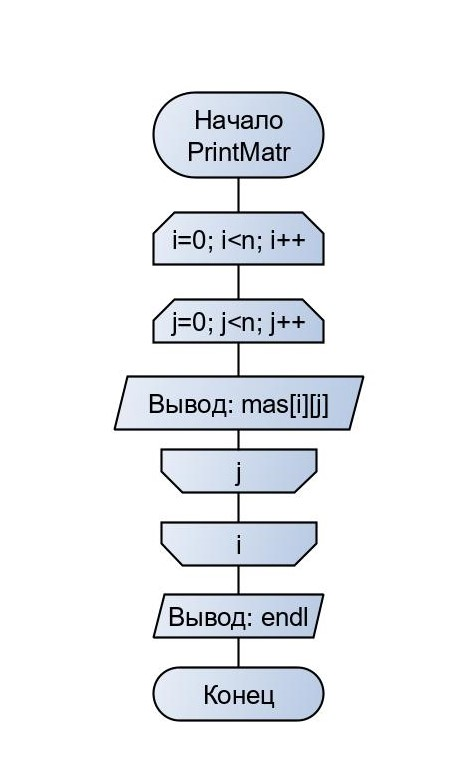 Начало
PrintMatr
i=0; i<n; i++
j=0; j<n; j++
Вывод: mas[i][j]
j
i
Вывод: endl
Конец